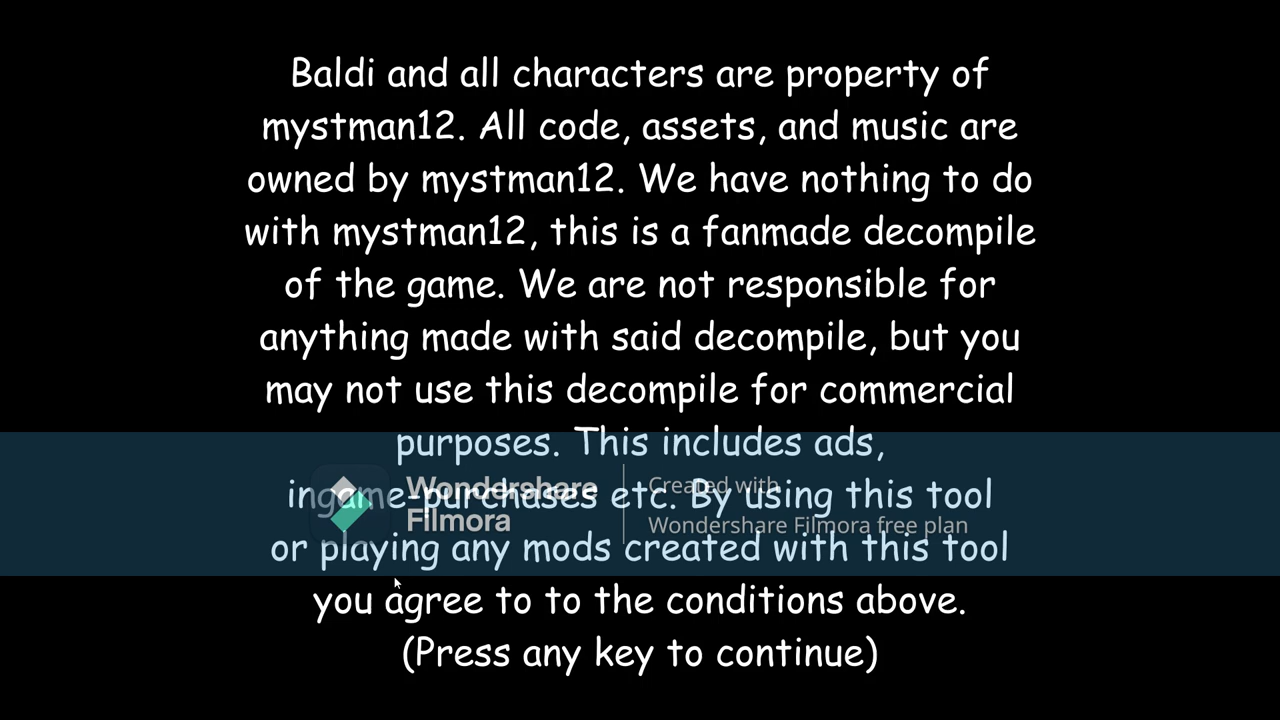 Baldi and all characters are property of
mystman12. All code, assets, and music are
owned by mystman12. We have nothing to do
with mystman12, this is a fanmade decompile
of the game. We are not responsible for
anything made with said decompile, but you
may not use this decompile for commercial
purposes. This includes ads,
ingame-purchases etc. By using this tool
or playing any mods created with this tool
you agree to to the conditions above.
(Press any key to continue)
Wondershare
Filmora
Created with
Wondershare Filmora free plan